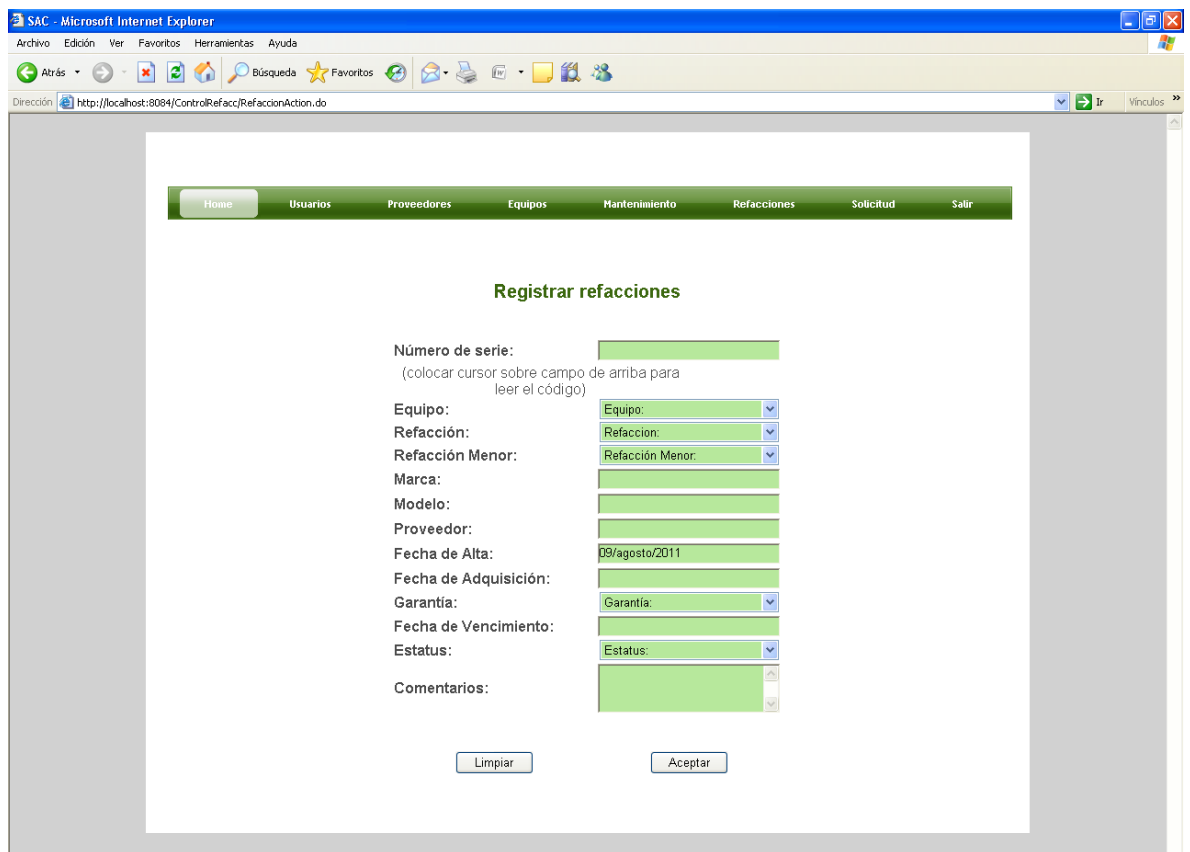 SAC - Microsoft Internet Explorer
Archivo Edición Ver Favoritos Herramientas Ayuda
Atrás Búsqueda Favoritos
Dirección http://localhost:8084/ControlRefacc/RefaccionAction.do Ir Vínculos »
Home Usuarios Proveedores Equipos Mantenimiento Refacciones Solicitud Salir
Registrar refacciones
Número de serie:
(colocar cursor sobre campo de arriba para
leer el código)
Equipo: Equipo:
Refacción: Refaccion:
Refacción Menor: Refacción Menor:
Marca:
Modelo:
Proveedor:
Fecha de Alta: 09/agosto/2011
Fecha de Adquisición:
Garantía: Garantía:
Fecha de Vencimiento:
Estatus: Estatus:
Comentarios:
Limpiar Aceptar